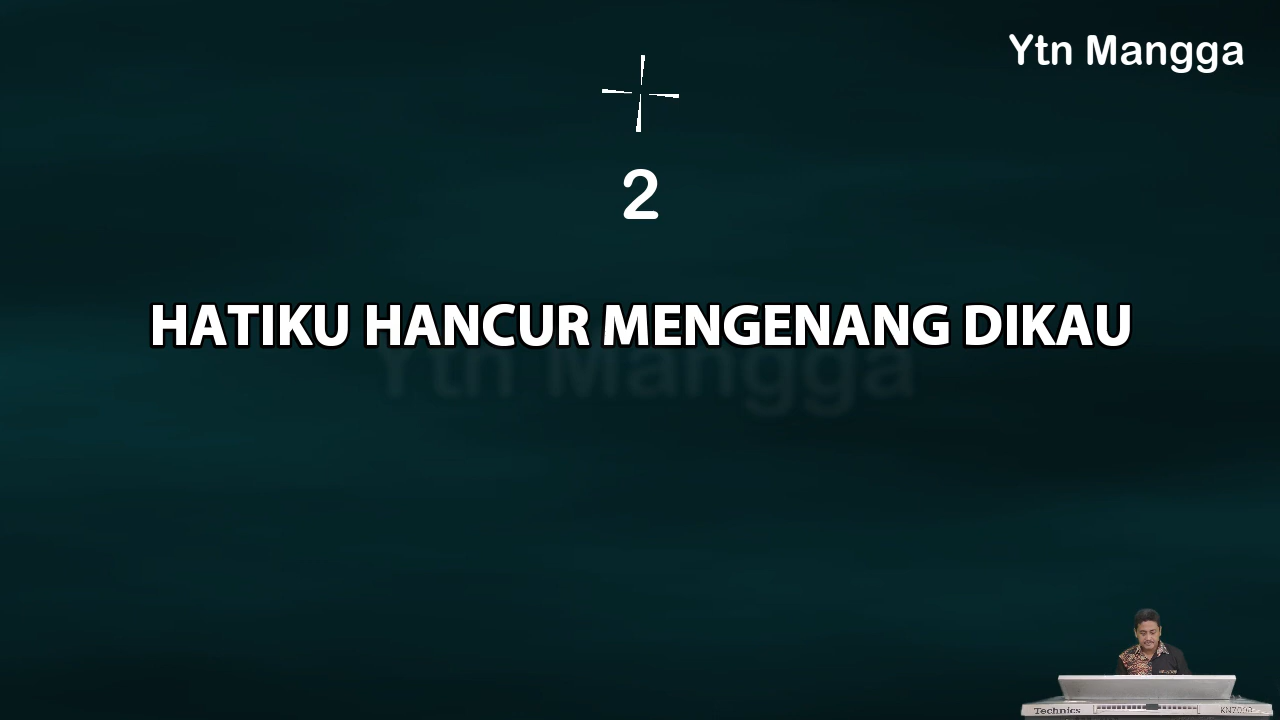 Ytn Mangga
2
HATIKU HANCUR MENGENANG DIKAU
Ytn Mangga
Technics